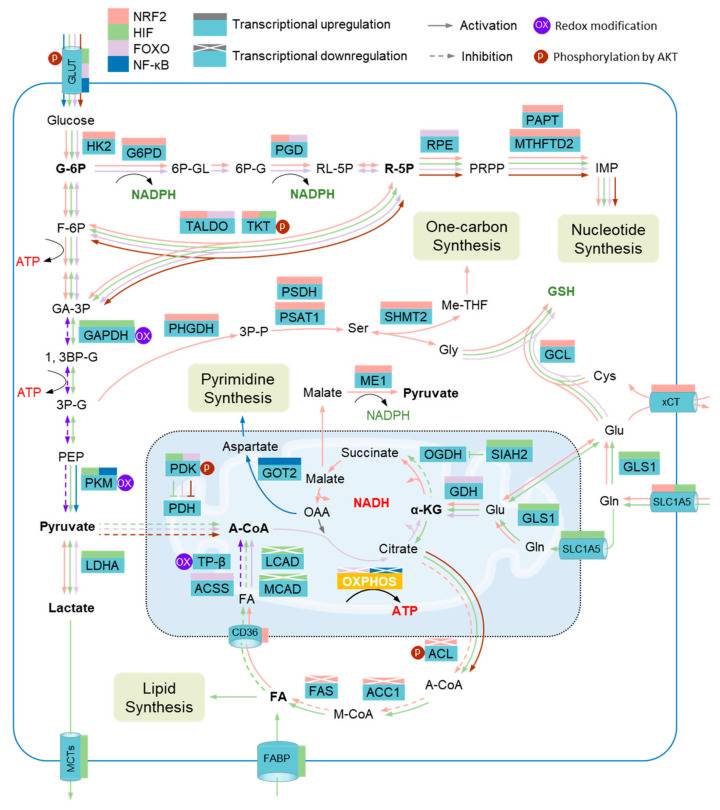 NRF2
HIF
FOXO
NF-κB
Transcriptional upregulation
Transcriptional downregulation
Activation
Inhibition
OX Redox modification
P Phosphorylation by AKT
P
GLUT
Glucose
HK2
G6PD
PGD
RPE
PAPT
MTHFTD2
G-6P
6P-GL
6P-G
RL-5P
R-5P
PRPP
IMP
NADPH
NADPH
F-6P
TALDO
TKT
P
ATP
One-carbon
Synthesis
Nucleotide
Synthesis
GA-3P
PSDH
PSAT1
PHGDH
3P-P
Ser
SHMT2
Me-THF
Gly
GSH
GCL
GAPDH
OX
1, 3BP-G
ATP
3P-G
Pyrimidine
Synthesis
Malate
ME1
Pyruvate
NADPH
Cys
xCT
Glu
PEP
PKM
OX
PDK
P
PDH
Aspartate
GOT2
Malate
Succinate
OGDH
SIAH2
GLS1
NADH
GDH
α-KG
Glu
GLS1
Gln
SLC1A5
Pyruvate
A-CoA
OAA
Citrate
Gln
SLC1A5
LDHA
OX
TP-β
LCAD
ACSS
MCAD
FA
OXPHOS
ATP
Lactate
CD36
P
ACL
A-CoA
Lipid
Synthesis
FA
FAS
ACC1
M-CoA
MCTs
FABP